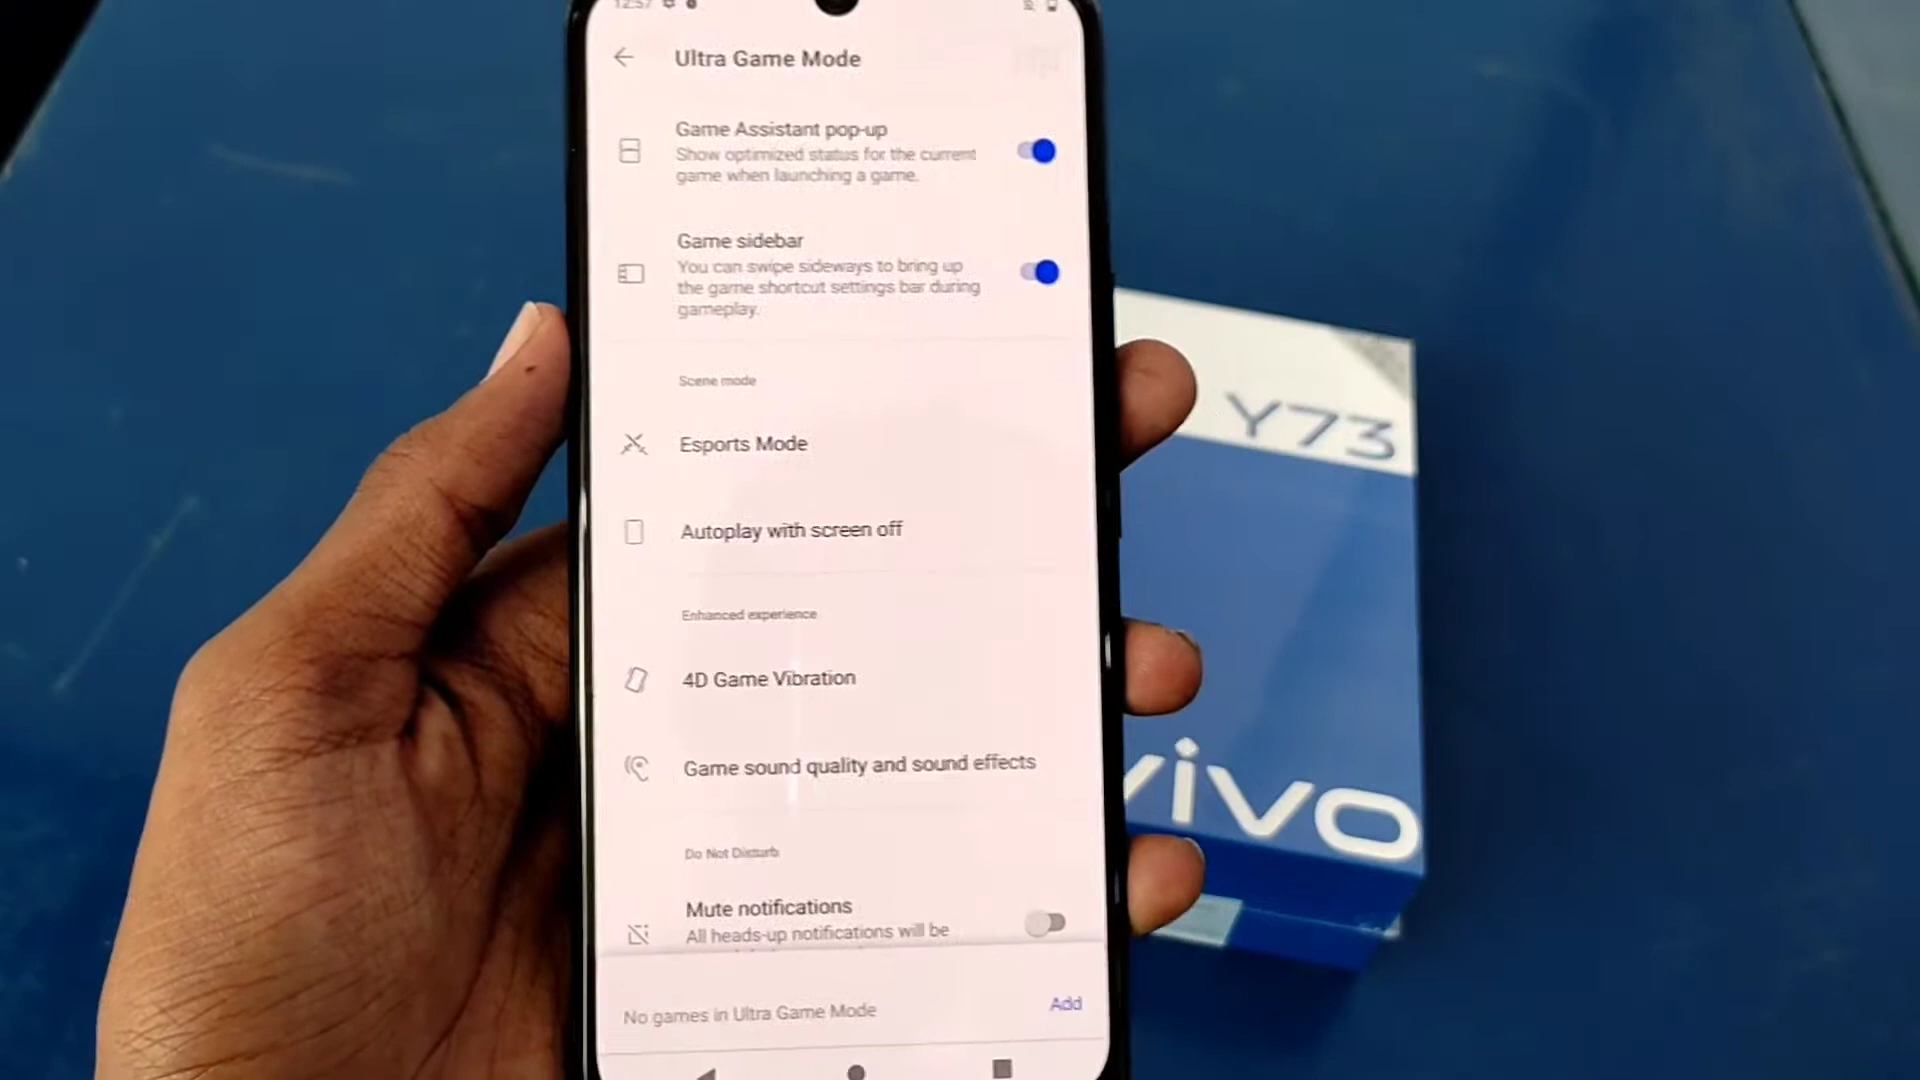 12:57
Ultra Game Mode
Game Assistant pop-up
Show optimized status for the current
game when launching a game.
Game sidebar
You can swipe sideways to bring up
the game shortcut settings bar during
gameplay.
Scene mode
Esports Mode
Autoplay with screen off
Enhanced experience
4D Game Vibration
Game sound quality and sound effects
Do Not Disturb
Mute notifications
All heads-up notifications will be
No games in Ultra Game Mode
Add
Y73
vivo